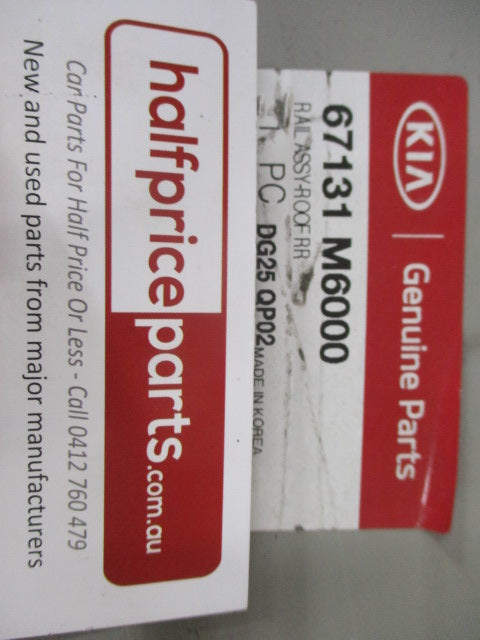 KIA | Genuine Parts
67131 M6000
RAIL ASSY-ROOF RR
1 PC DG25 QP02 MADE IN KOREA
halfpriceparts.com.au
Car Parts For Half Price Or Less - Call 0412 760 479
New and used parts from major manufacturers